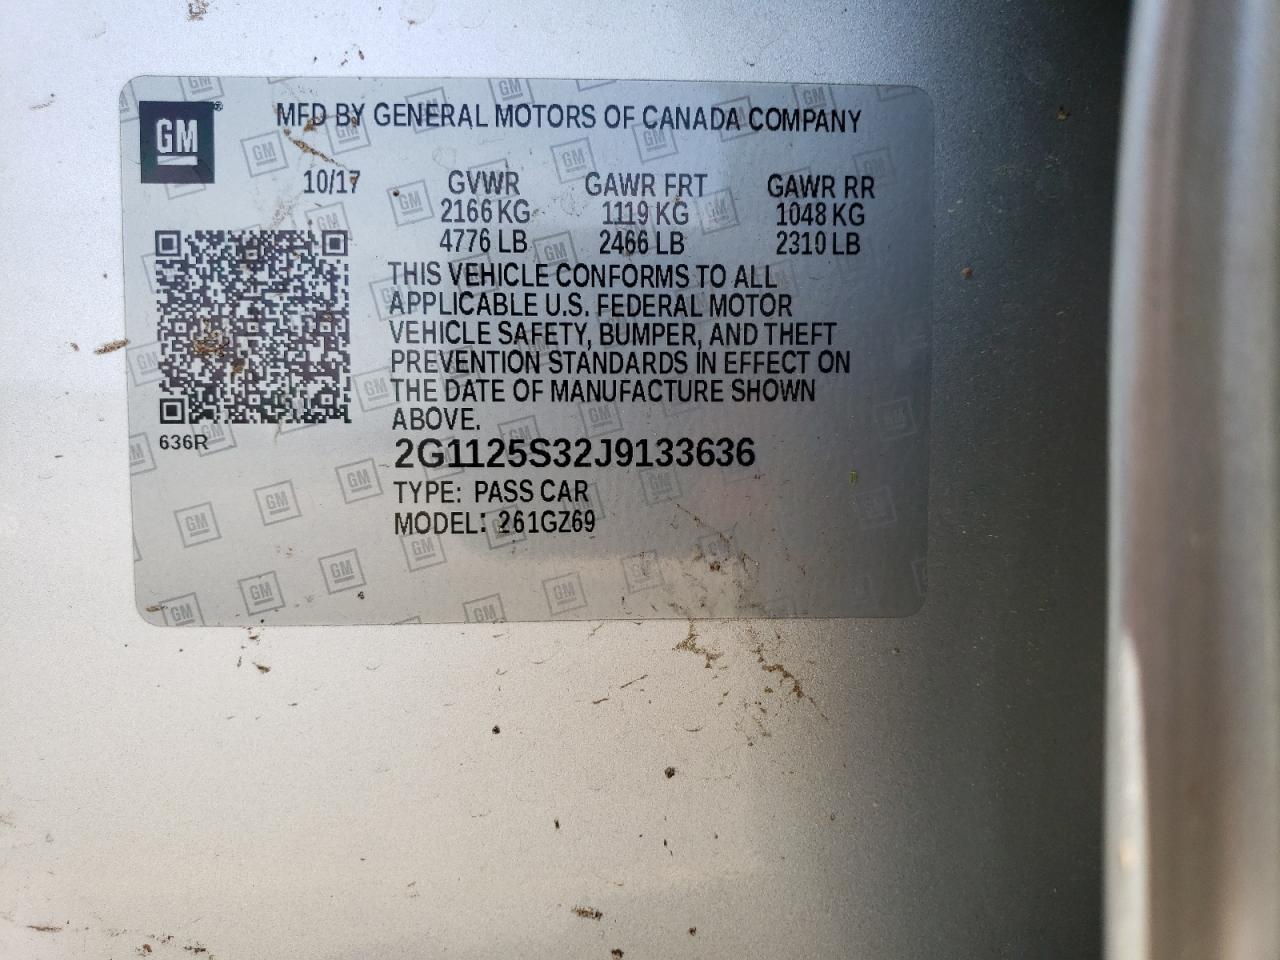 GM
MFD BY GENERAL MOTORS OF CANADA COMPANY
10/17 GVWR GAWR FRT GAWR RR
2166 KG 1119 KG 1048 KG
4776 LB 2466 LB 2310 LB
THIS VEHICLE CONFORMS TO ALL
APPLICABLE U.S. FEDERAL MOTOR
VEHICLE SAFETY, BUMPER, AND THEFT
PREVENTION STANDARDS IN EFFECT ON
THE DATE OF MANUFACTURE SHOWN
ABOVE.
636R
2G1125S32J9133636
TYPE: PASS CAR
MODEL: 261GZ69